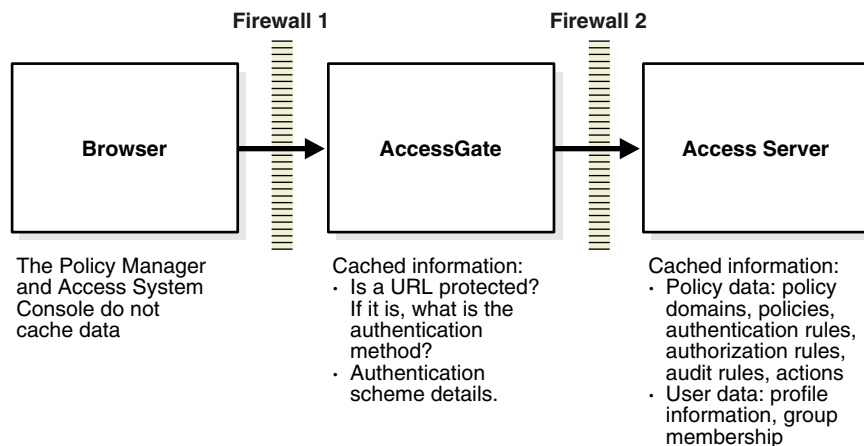 Firewall 1
Firewall 2
Browser
AccessGate
Access Server
The Policy Manager
and Access System
Console do not
cache data
Cached information:
· Is a URL protected?
If it is, what is the
authentication
method?
· Authentication
scheme details.
Cached information:
· Policy data: policy
domains, policies,
authentication rules,
authorization rules,
audit rules, actions
· User data: profile
information, group
membership